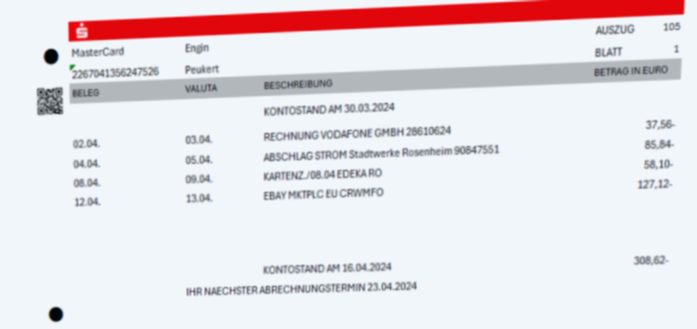 MasterCard Engin AUSZUG 105
2267041356247526 Peukert BLATT 1
BELEG VALUTA BESCHREIBUNG BETRAG IN EURO
KONTOSTAND AM 30.03.2024
02.04. 03.04. RECHNUNG VODAFONE GMBH 28610624 37,56-
04.04. 05.04. ABSCHLAG STROM Stadtwerke Rosenheim 90847551 85,84-
08.04. 09.04. KARTENZ./08.04 EDEKA RO 58,10-
12.04. 13.04. EBAY MKTPLC EU CRWMFO 127,12-
KONTOSTAND AM 16.04.2024 308,62-
IHR NAECHSTER ABRECHNUNGSTERMIN 23.04.2024